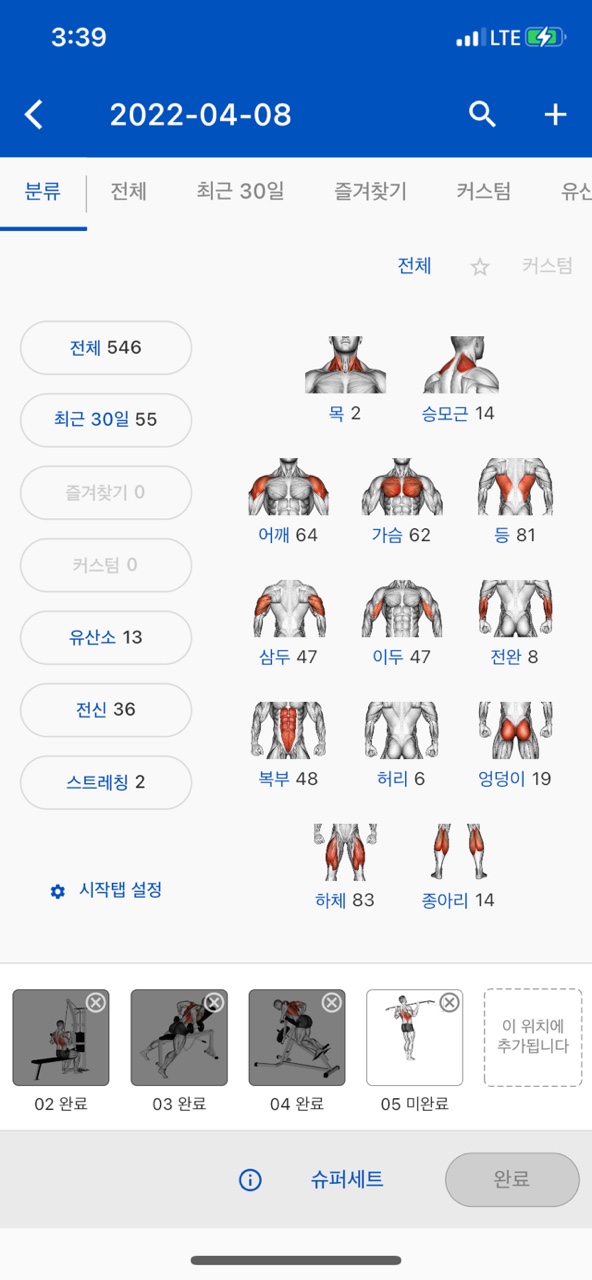 3:39
LTE
2022-04-08
분류
전체
최근 30일
즐겨찾기
커스텀
유산
전체
커스텀
전체 546
최근 30일 55
즐겨찾기 0
커스텀 0
유산소 13
전신 36
스트레칭 2
시작탭 설정
목 2
승모근 14
어깨 64
가슴 62
등 81
삼두 47
이두 47
전완 8
복부 48
허리 6
엉덩이 19
하체 83
종아리 14
02 완료
03 완료
04 완료
05 미완료
이 위치에
추가됩니다
슈퍼세트
완료